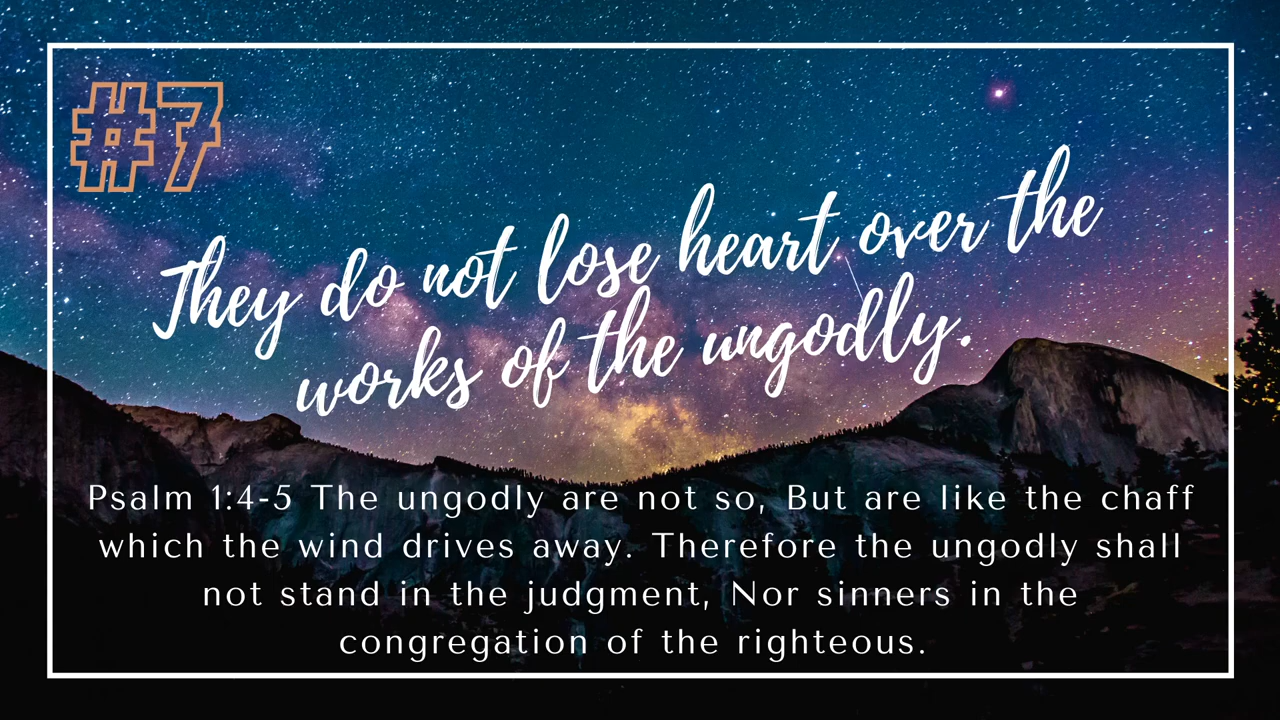 #7
They do not lose heart over the
works of the ungodly.
Psalm 1:4-5 The ungodly are not so, But are like the chaff
which the wind drives away. Therefore the ungodly shall
not stand in the judgment, Nor sinners in the
congregation of the righteous.